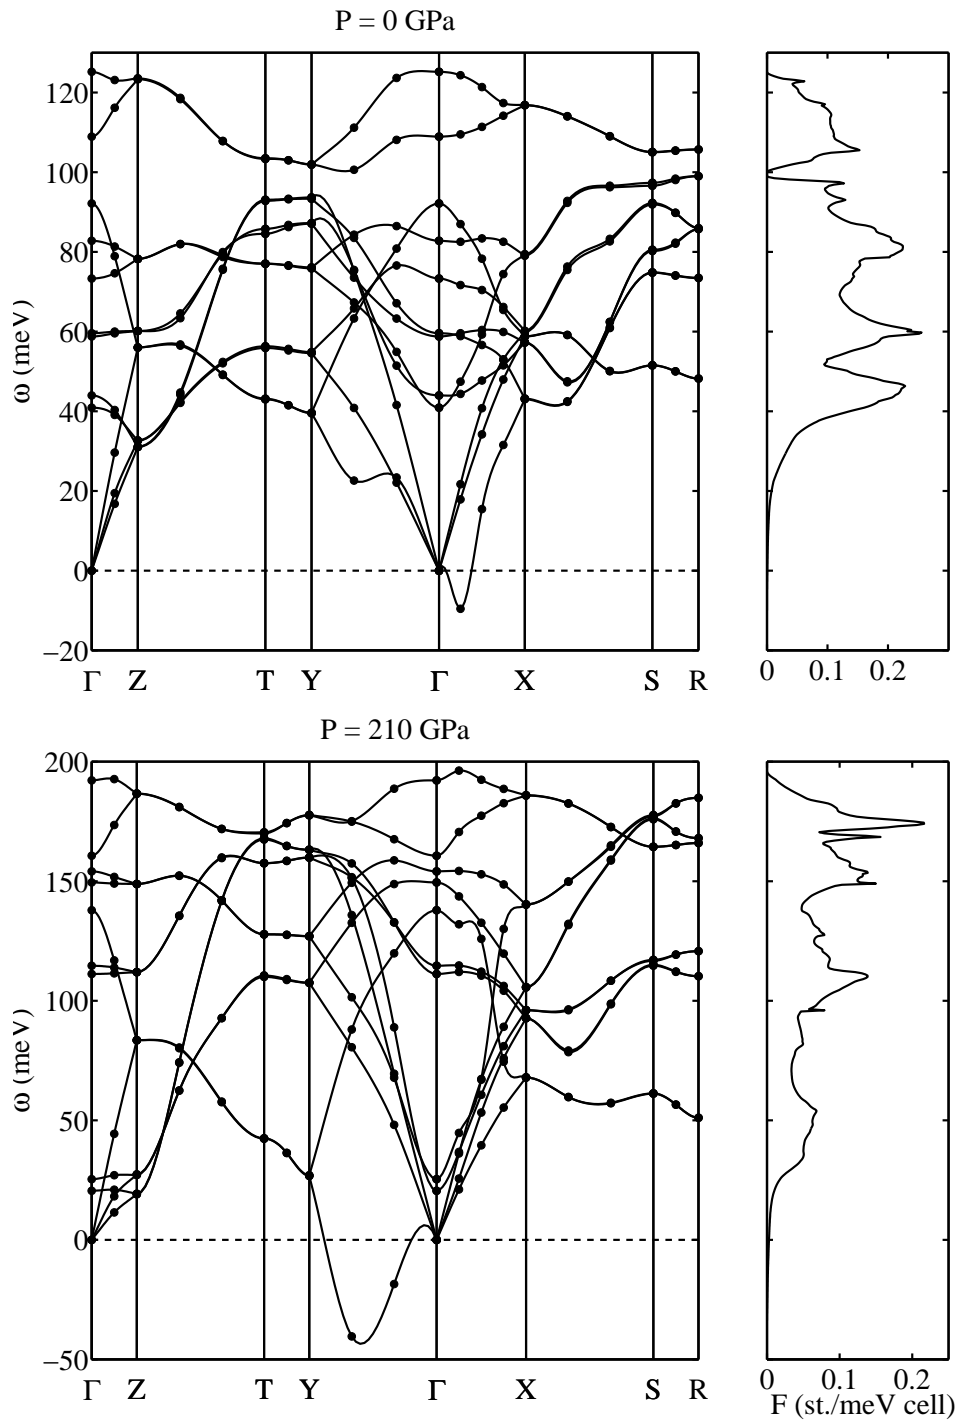 P = 0 GPa
120
100
80
60
40
20
0
−20
ω (meV)
Γ Z T Y Γ X S R
0 0.1 0.2
P = 210 GPa
200
150
100
50
0
−50
ω (meV)
Γ Z T Y Γ X S R
0 0.1 0.2
F (st./meV cell)